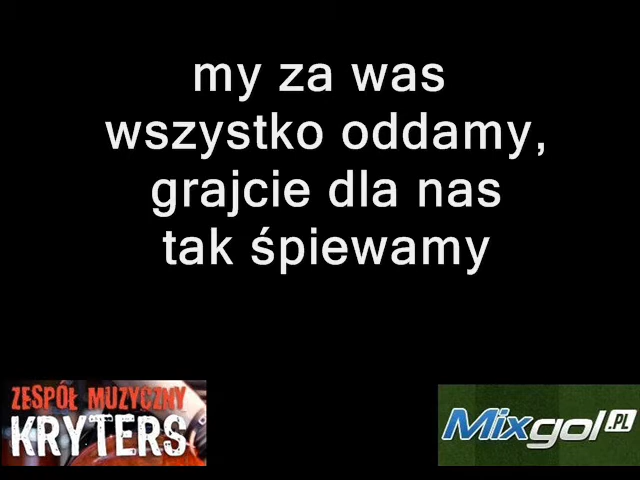 my za was
wszystko oddamy,
grajcie dla nas
tak śpiewamy
ZESPÓŁ MUZYCZNY
KRYTERS
Mixgol.PL